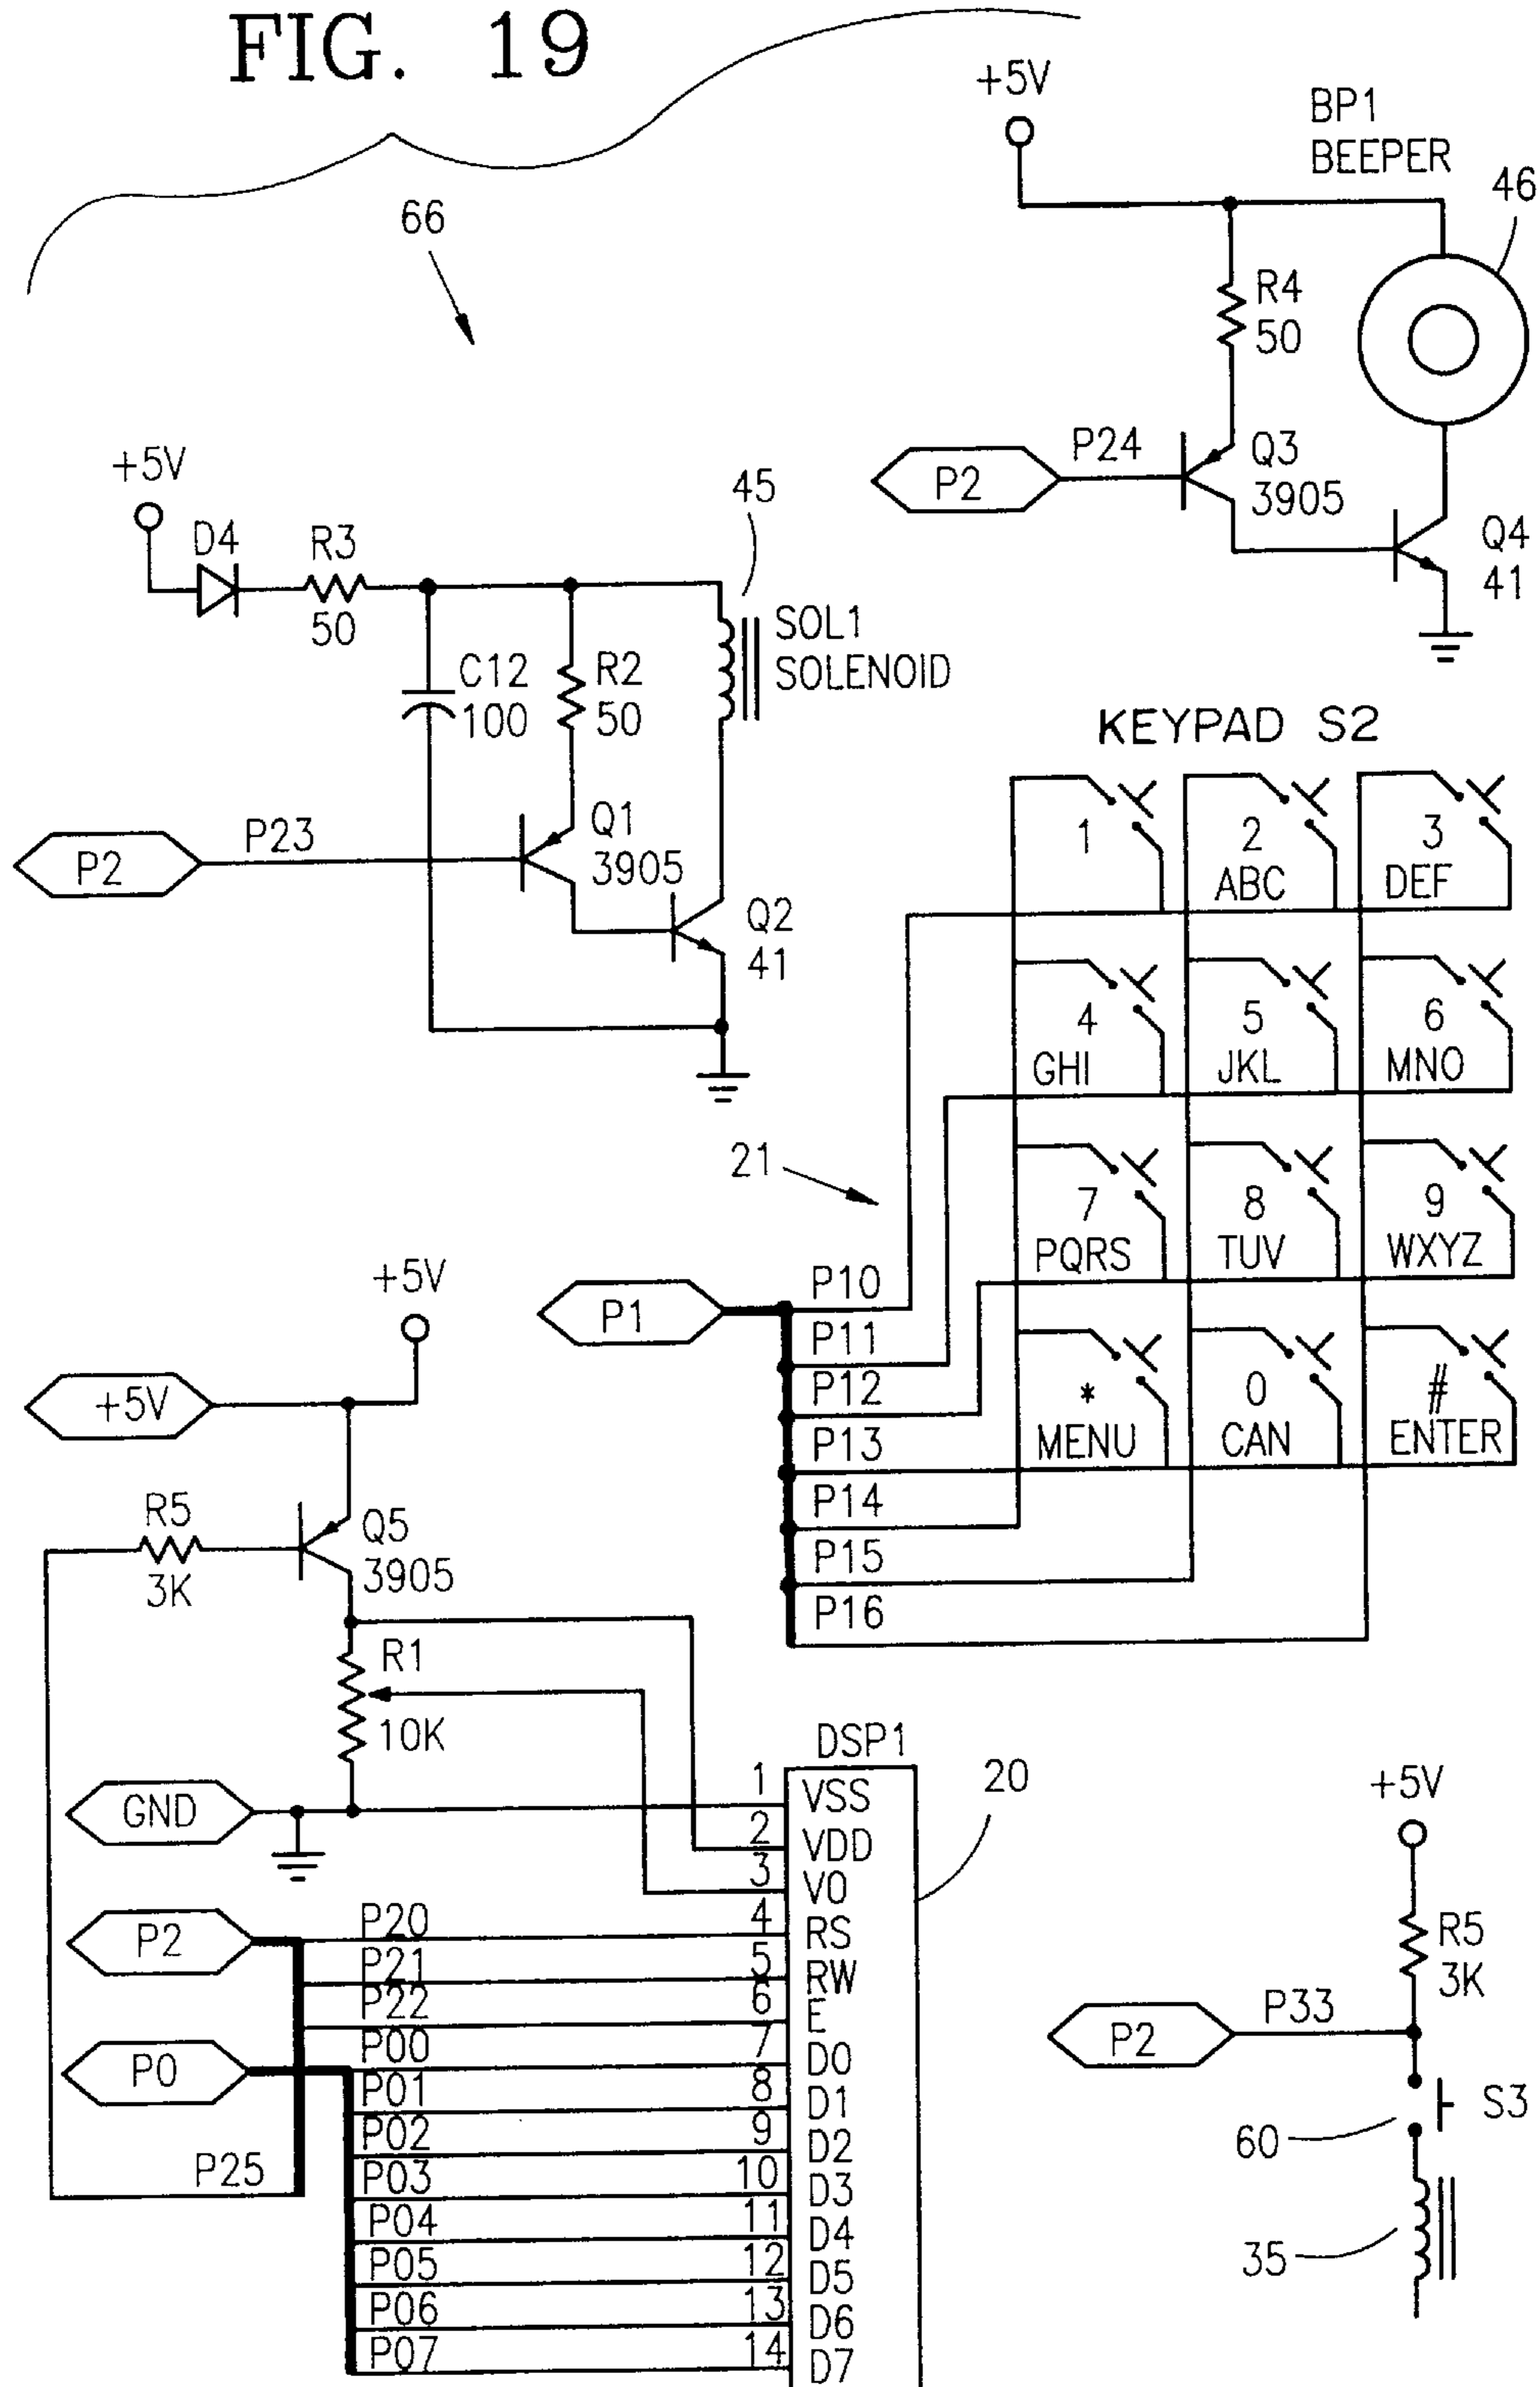 FIG. 19
66
+5V
BP1
BEEPER
46
R4
50
P2
P24
Q3
3905
Q4
41
+5V
D4
R3
50
45
SOL1
SOLENOID
C12
100
R2
50
P2
P23
Q1
3905
Q2
41
KEYPAD S2
1
2
ABC
3
DEF
4
GHI
5
JKL
6
MNO
7
PQRS
8
TUV
9
WXYZ
*
MENU
0
CAN
#
ENTER
21
P1
P10
P11
P12
P13
P14
P15
P16
+5V
+5V
R5
3K
Q5
3905
R1
10K
GND
DSP1
20
1 VSS
2 VDD
3 VO
P2
P20 4 RS
P21 5 RW
P22 6 E
P0
P00 7 D0
P01 8 D1
P02 9 D2
P03 10 D3
P04 11 D4
P05 12 D5
P06 13 D6
P07 14 D7
P25
+5V
R5
3K
P2
P33
S3
60
35